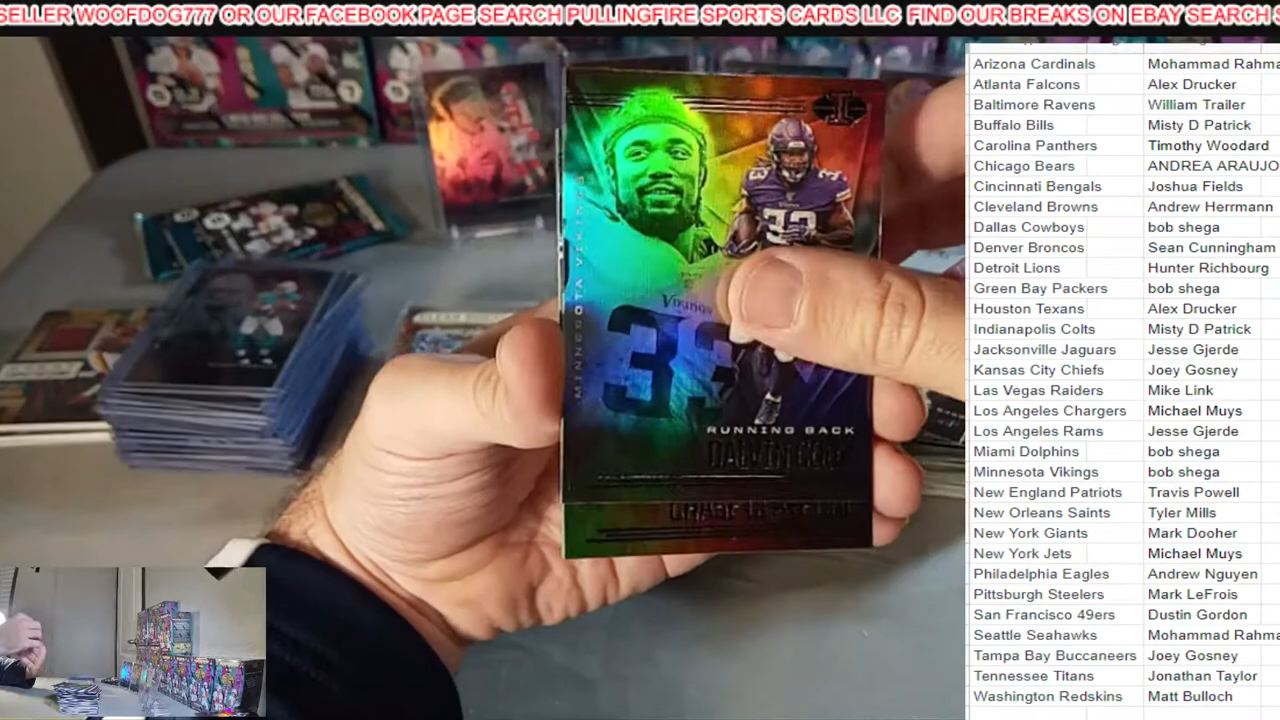 SELLER WOOFDOG777 OR OUR FACEBOOK PAGE SEARCH PULLINGFIRE SPORTS CARDS LLC FIND OUR BREAKS ON EBAY SEARCH
MINNESOTA VIKINGS
33
VIKINGS
33
RUNNING BACK
DALVIN COOK
Arizona Cardinals Mohammad Rahma
Atlanta Falcons Alex Drucker
Baltimore Ravens William Trailer
Buffalo Bills Misty D Patrick
Carolina Panthers Timothy Woodard
Chicago Bears ANDREA ARAUJO
Cincinnati Bengals Joshua Fields
Cleveland Browns Andrew Herrmann
Dallas Cowboys bob shega
Denver Broncos Sean Cunningham
Detroit Lions Hunter Richbourg
Green Bay Packers bob shega
Houston Texans Alex Drucker
Indianapolis Colts Misty D Patrick
Jacksonville Jaguars Jesse Gjerde
Kansas City Chiefs Joey Gosney
Las Vegas Raiders Mike Link
Los Angeles Chargers Michael Muys
Los Angeles Rams Jesse Gjerde
Miami Dolphins bob shega
Minnesota Vikings bob shega
New England Patriots Travis Powell
New Orleans Saints Tyler Mills
New York Giants Mark Dooher
New York Jets Michael Muys
Philadelphia Eagles Andrew Nguyen
Pittsburgh Steelers Mark LeFrois
San Francisco 49ers Dustin Gordon
Seattle Seahawks Mohammad Rahma
Tampa Bay Buccaneers Joey Gosney
Tennessee Titans Jonathan Taylor
Washington Redskins Matt Bulloch